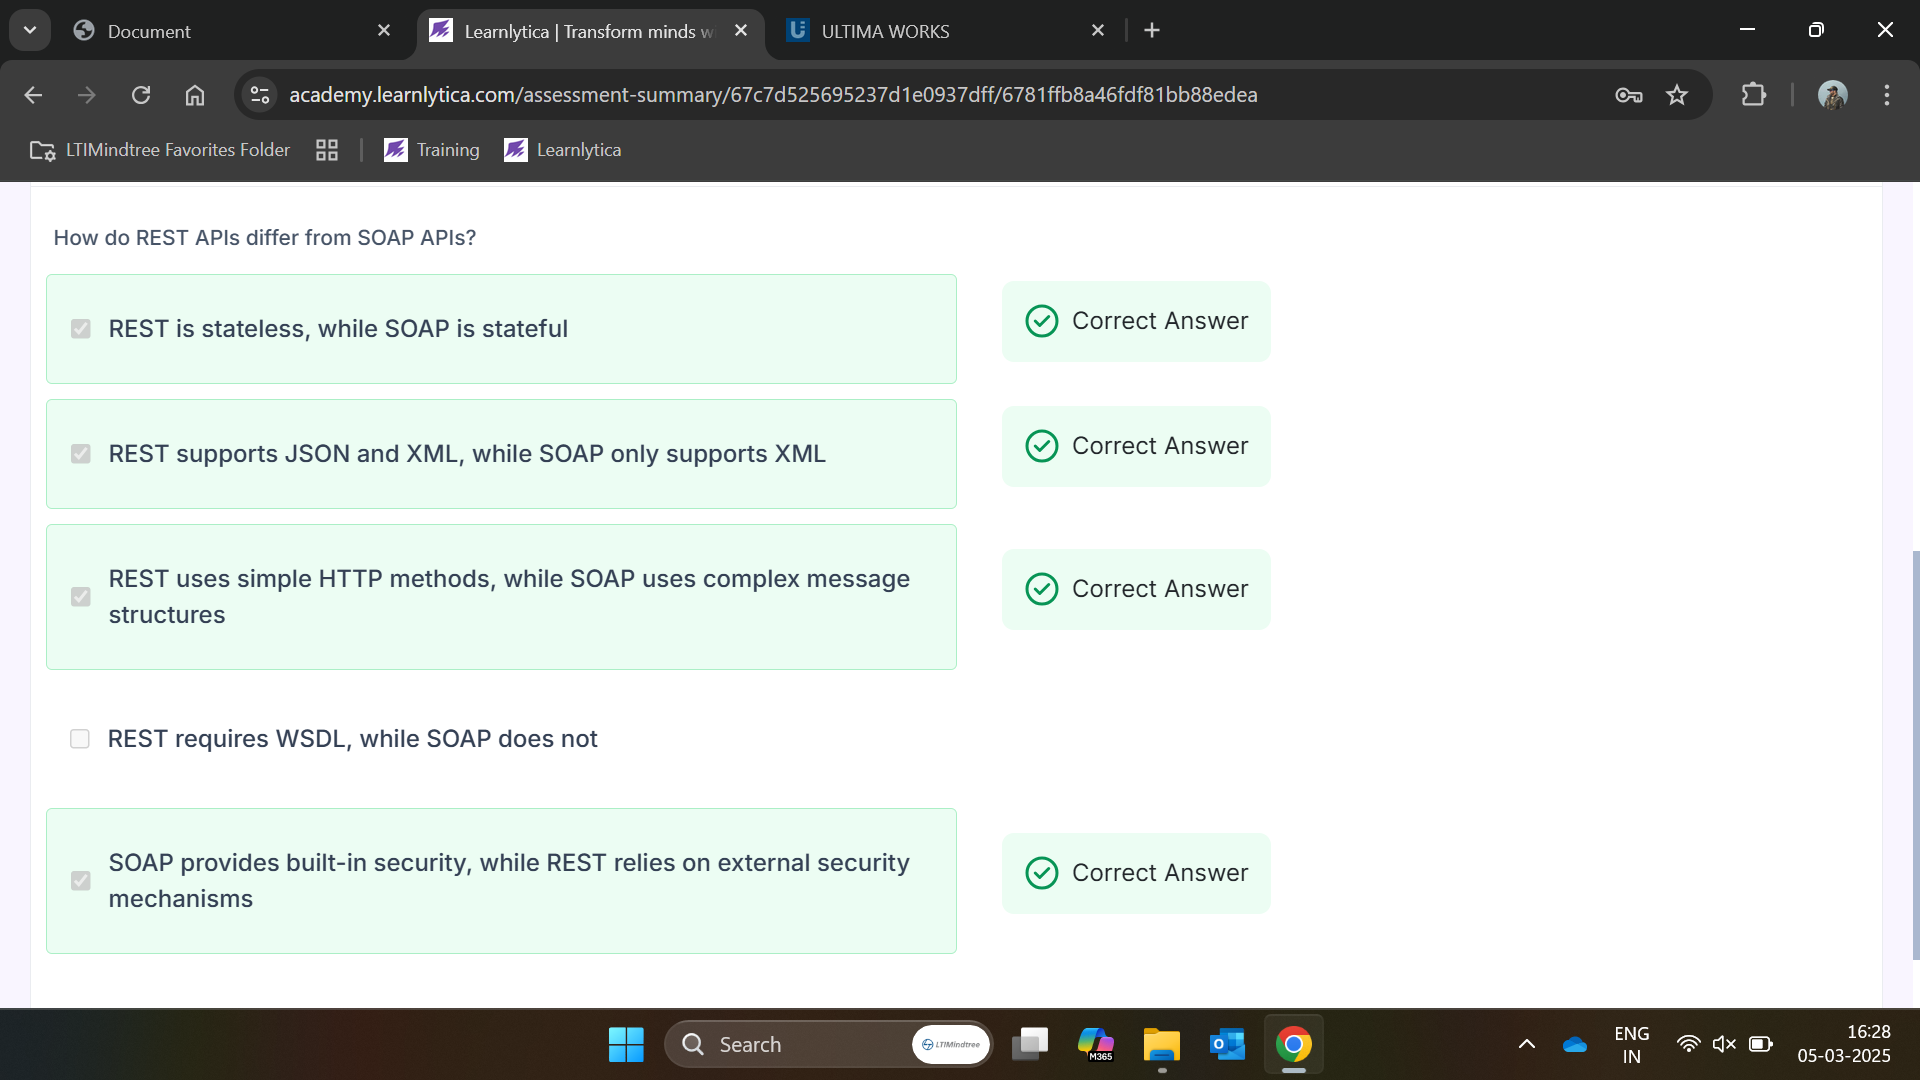 Document
Learnlytica | Transform minds w
ULTIMA WORKS
academy.learnlytica.com/assessment-summary/67c7d525695237d1e0937dff/6781ffb8a46fdf81bb88edea
LTIMindtree Favorites Folder
Training
Learnlytica
How do REST APIs differ from SOAP APIs?
REST is stateless, while SOAP is stateful
Correct Answer
REST supports JSON and XML, while SOAP only supports XML
Correct Answer
REST uses simple HTTP methods, while SOAP uses complex message
structures
Correct Answer
REST requires WSDL, while SOAP does not
SOAP provides built-in security, while REST relies on external security
mechanisms
Correct Answer
Search
LTIMindtree
M365
ENG
IN
16:28
05-03-2025